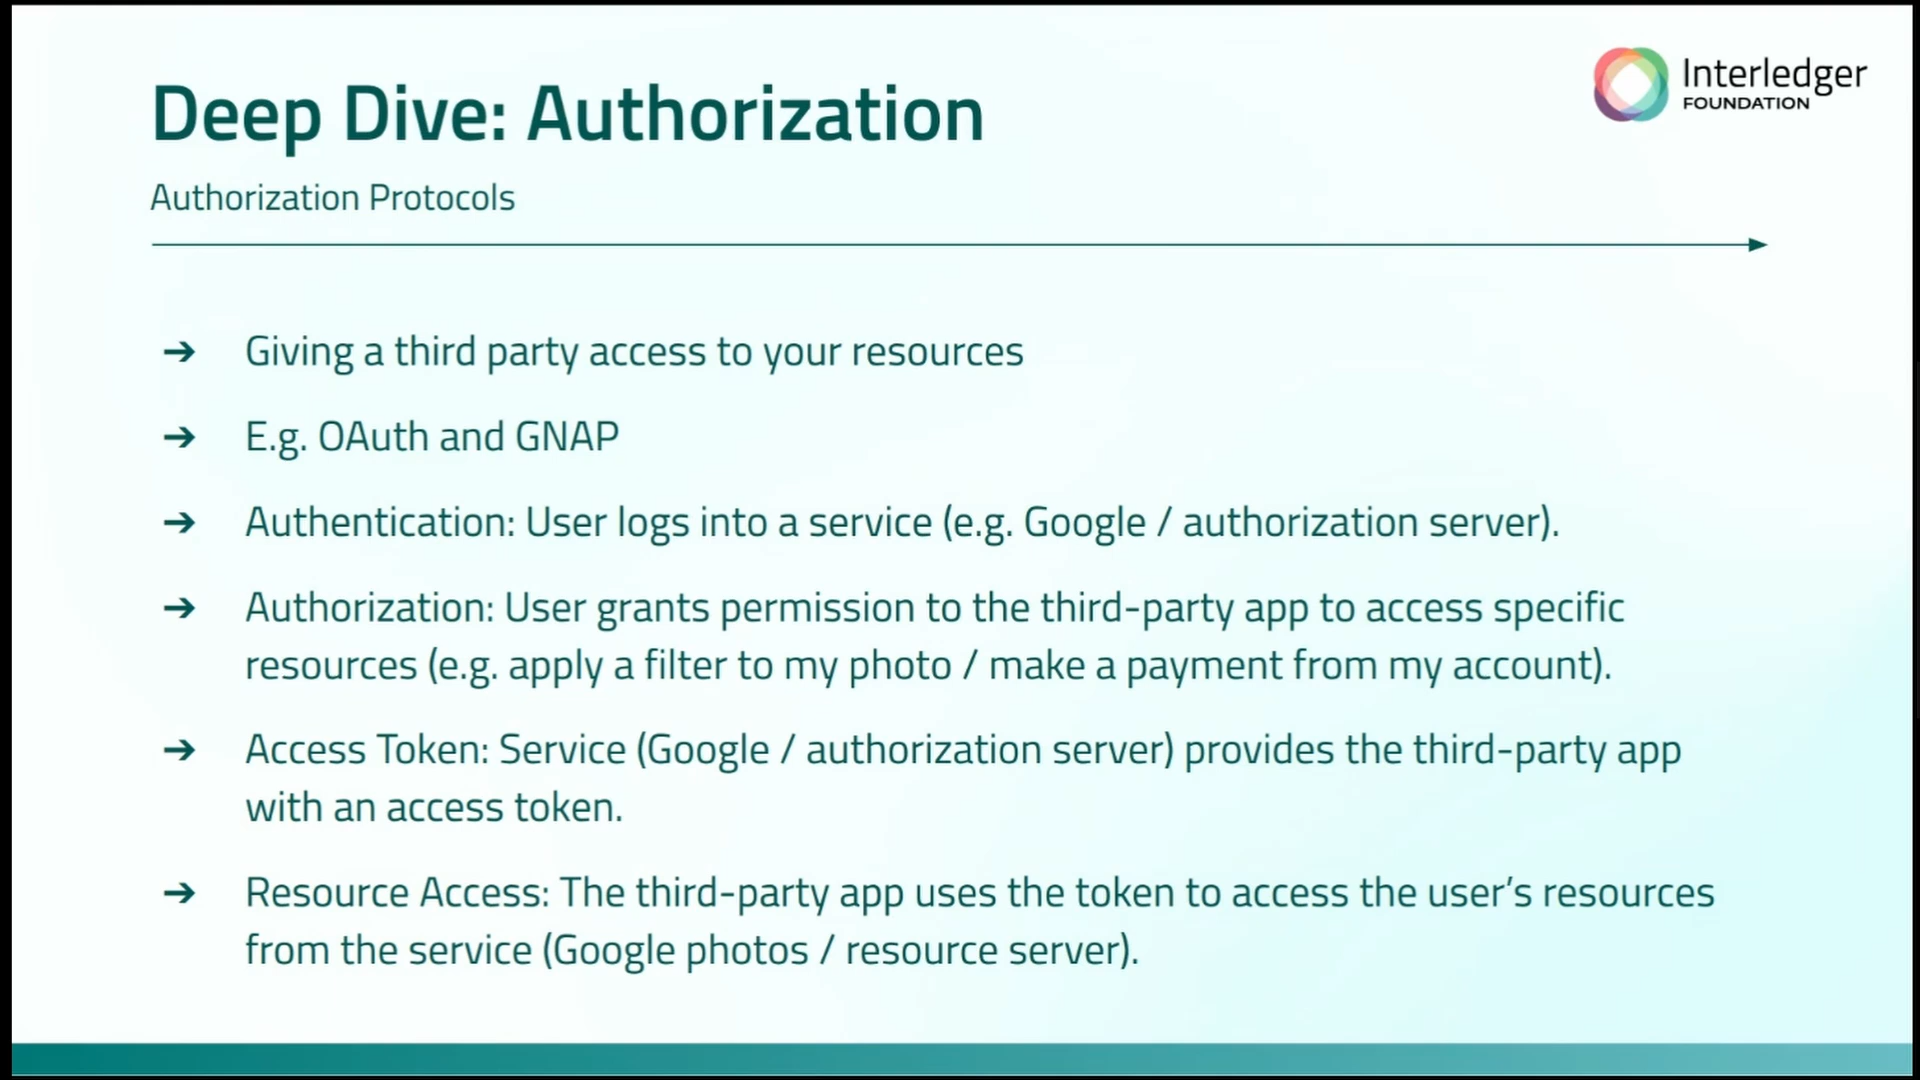 Deep Dive: Authorization
Interledger
FOUNDATION
Authorization Protocols
➔ Giving a third party access to your resources
➔ E.g. OAuth and GNAP
➔ Authentication: User logs into a service (e.g. Google / authorization server).
➔ Authorization: User grants permission to the third-party app to access specific
resources (e.g. apply a filter to my photo / make a payment from my account).
➔ Access Token: Service (Google / authorization server) provides the third-party app
with an access token.
➔ Resource Access: The third-party app uses the token to access the user’s resources
from the service (Google photos / resource server).